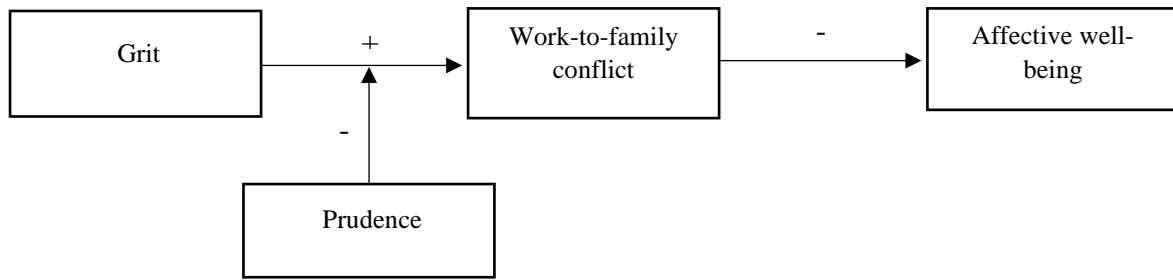 Grit
+
Work-to-family
conflict
-
Affective well-
being
-
Prudence